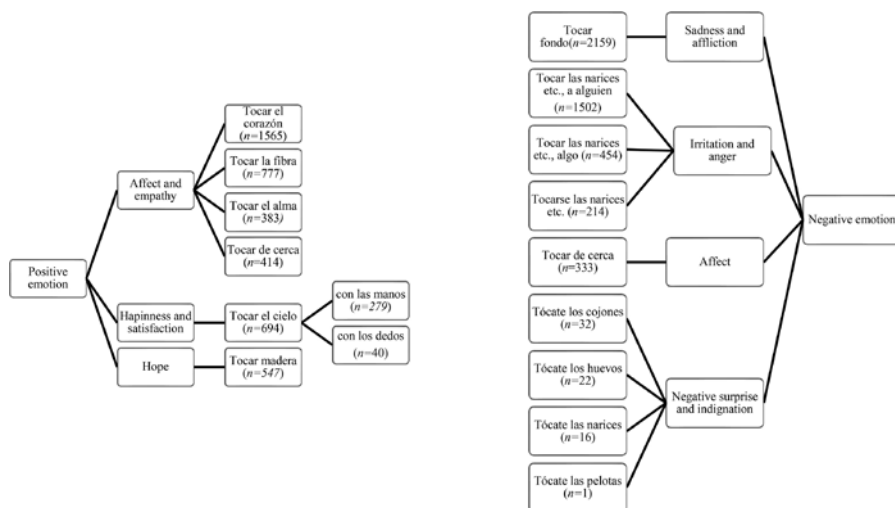 Positive
emotion
Affect and
empathy
Tocar el
corazón
(n=1565)
Tocar la fibra
(n=777)
Tocar el alma
(n=383)
Tocar de cerca
(n=414)
Hapinness and
satisfaction
Tocar el cielo
(n=694)
con las manos
(n=279)
con los dedos
(n=40)
Hope
Tocar madera
(n=547)
Tocar
fondo(n=2159)
Sadness and
affliction
Tocar las narices
etc., a alguien
(n=1502)
Tocar las narices
etc., algo (n=454)
Tocarse las narices
etc. (n=214)
Irritation and
anger
Negative emotion
Tocar de cerca
(n=333)
Affect
Tócate los cojones
(n=32)
Tócate los huevos
(n=22)
Tócate las narices
(n=16)
Tócate las pelotas
(n=1)
Negative surprise
and indignation